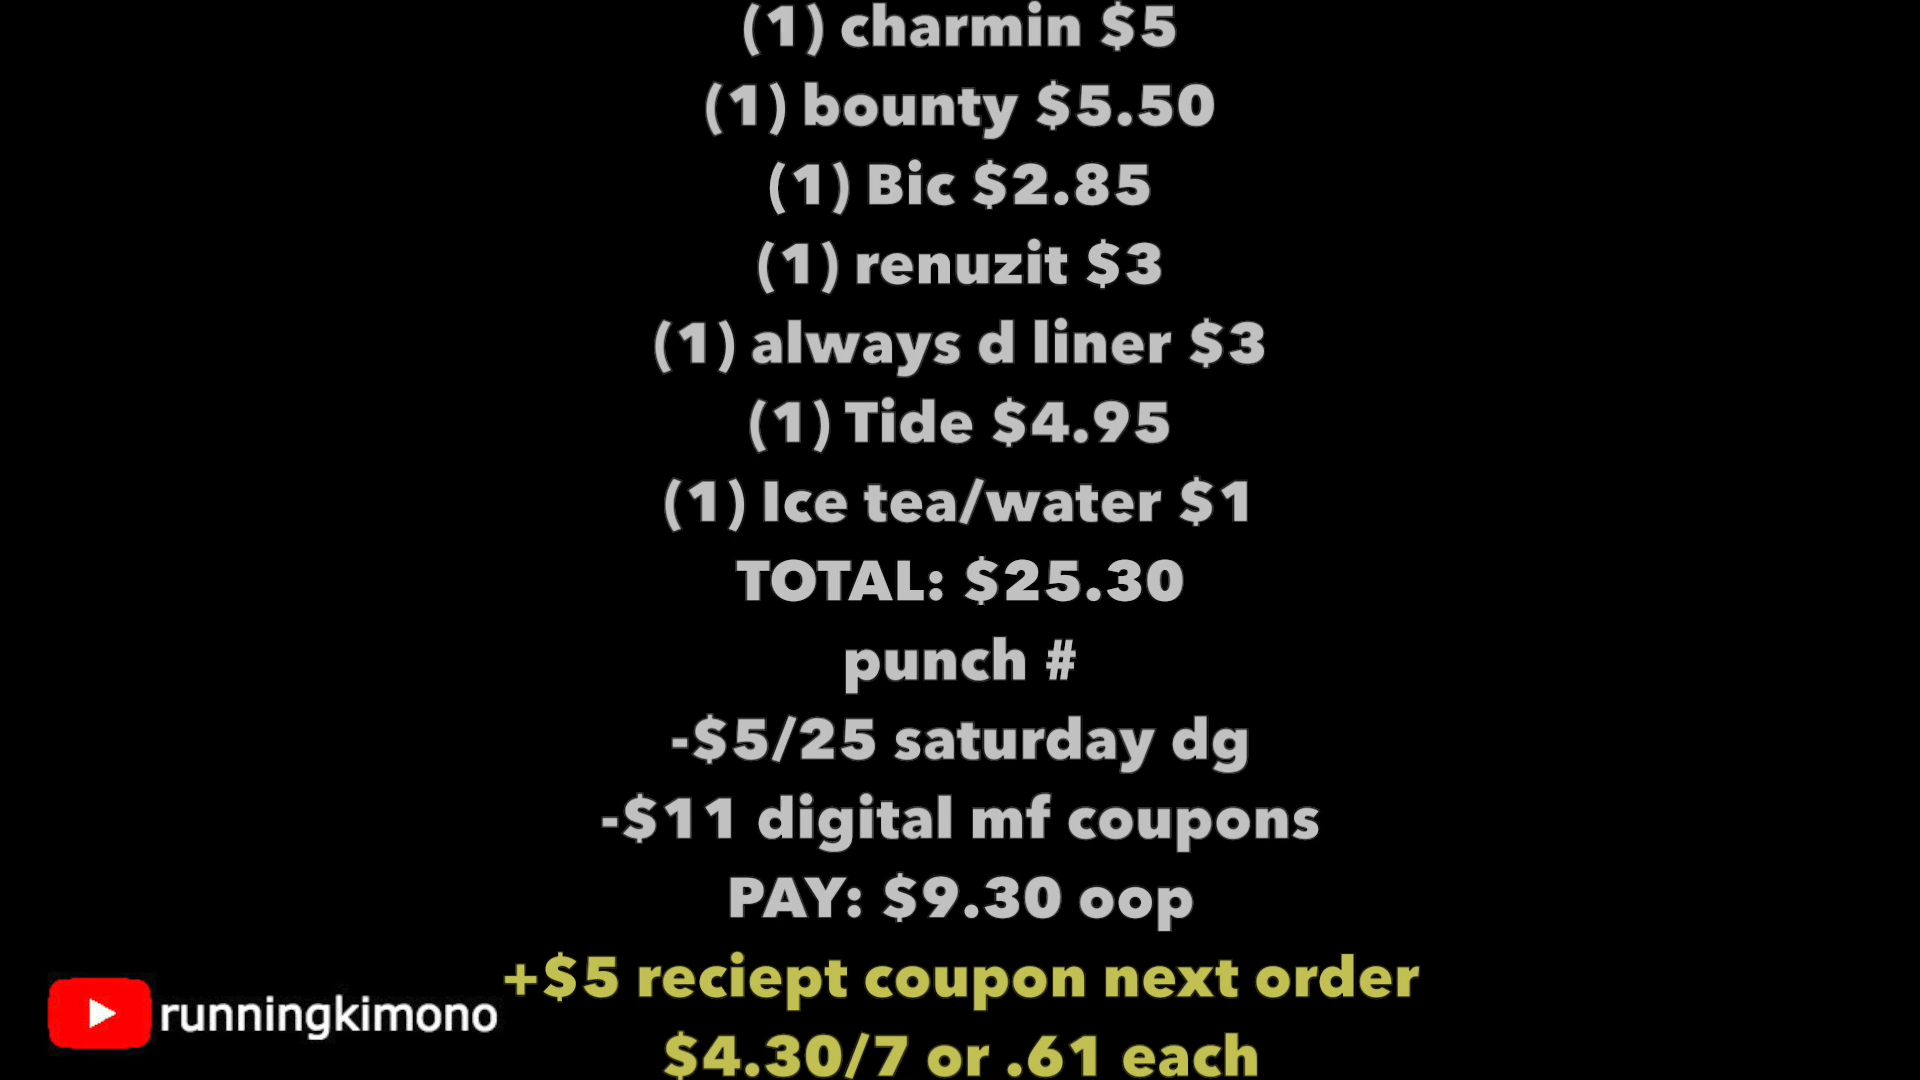 (1) charmin $5
(1) bounty $5.50
(1) Bic $2.85
(1) renuzit $3
(1) always d liner $3
(1) Tide $4.95
(1) Ice tea/water $1
TOTAL: $25.30
punch #
-$5/25 saturday dg
-$11 digital mf coupons
PAY: $9.30 oop
+$5 reciept coupon next order
runningkimono
$4.30/7 or .61 each